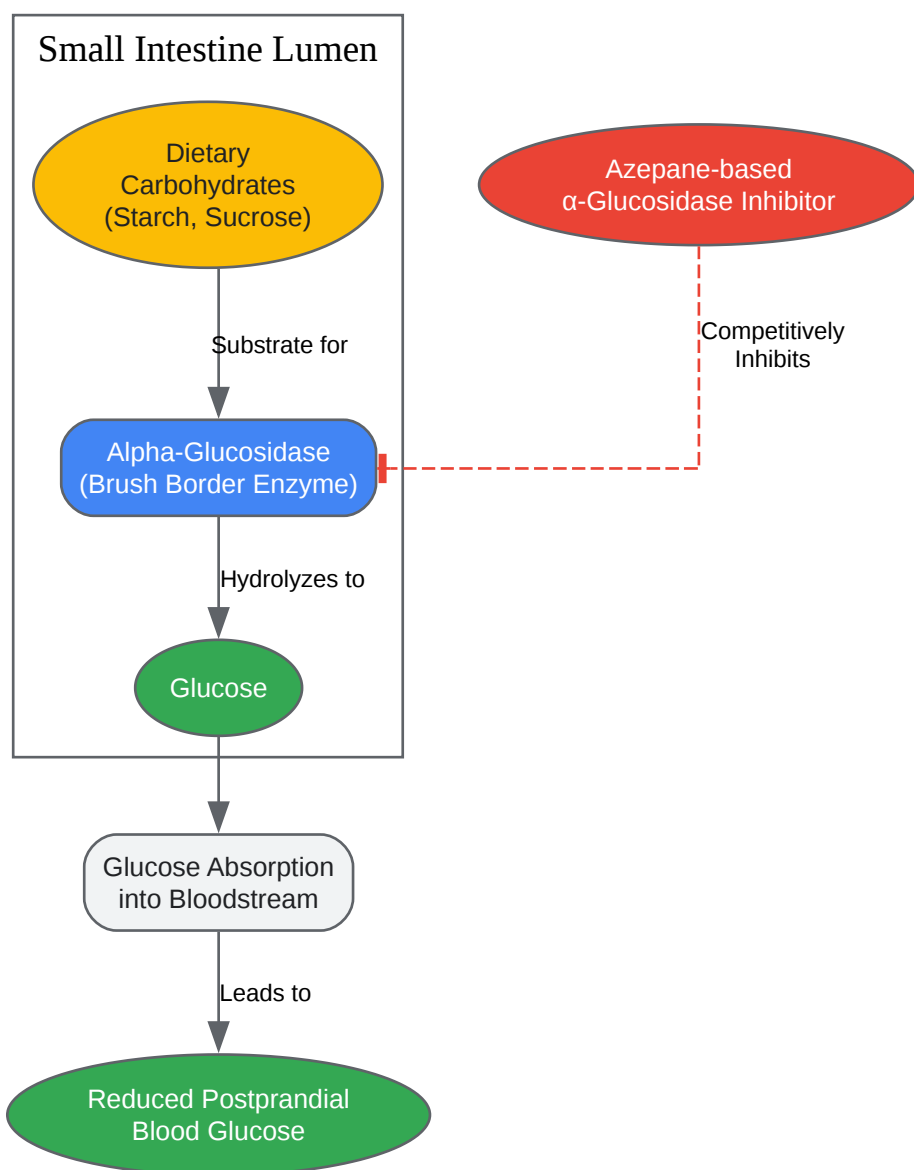 Small Intestine Lumen
Dietary
Carbohydrates
(Starch, Sucrose)
Azepane-based
α-Glucosidase Inhibitor
Substrate for
Competitively
Inhibits
Alpha-Glucosidase
(Brush Border Enzyme)
Hydrolyzes to
Glucose
Glucose Absorption
into Bloodstream
Leads to
Reduced Postprandial
Blood Glucose